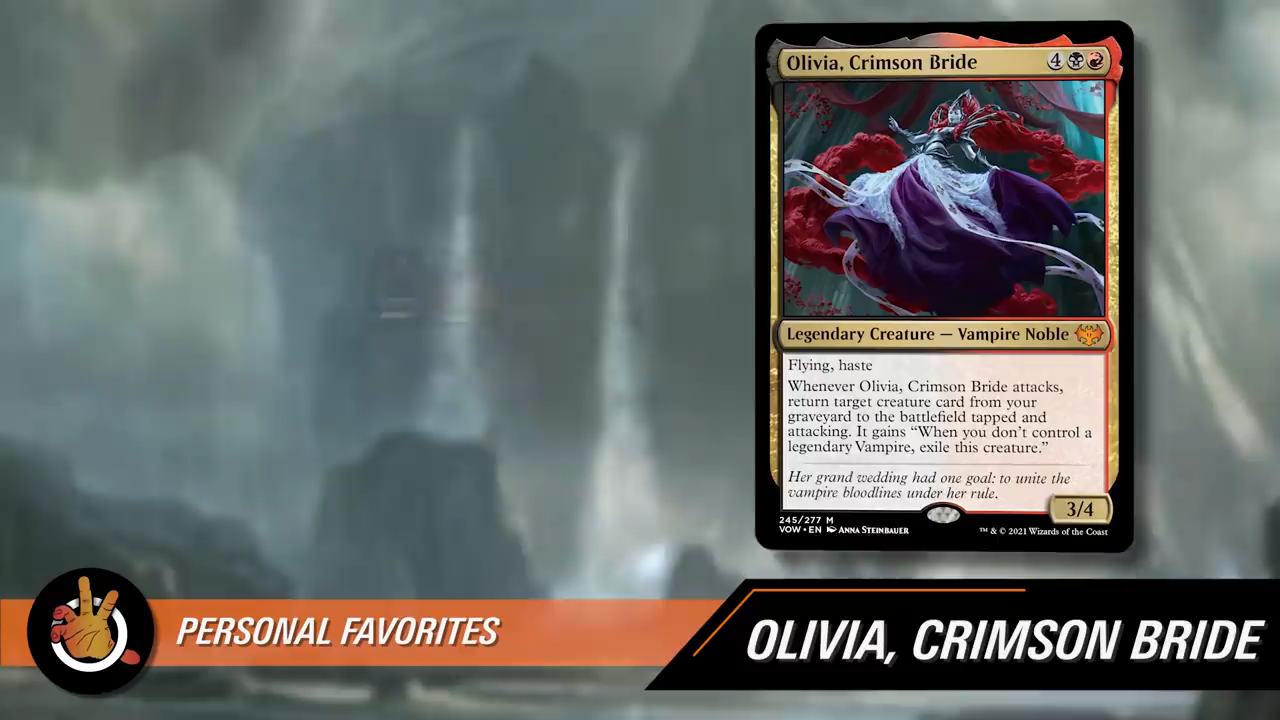 Olivia, Crimson Bride 4
Legendary Creature — Vampire Noble
Flying, haste
Whenever Olivia, Crimson Bride attacks,
return target creature card from your
graveyard to the battlefield tapped and
attacking. It gains “When you don’t control a
legendary Vampire, exile this creature.”
Her grand wedding had one goal: to unite the
vampire bloodlines under her rule.
3/4
245/277 M
VOW • EN Anna Steinbauer
™ & © 2021 Wizards of the Coast
PERSONAL FAVORITES
OLIVIA, CRIMSON BRIDE